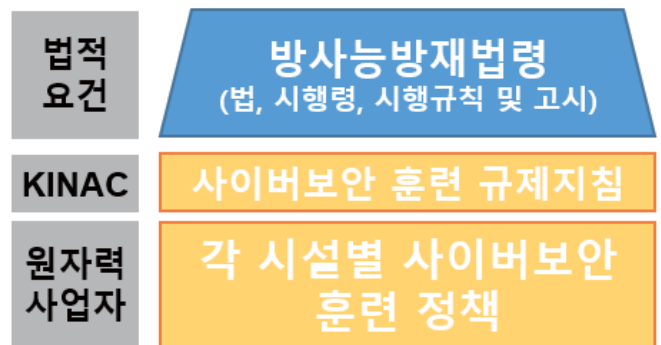 법적
요건
방사능방재법령
(법, 시행령, 시행규칙 및 고시)
KINAC
사이버보안 훈련 규제지침
원자력
사업자
각 시설별 사이버보안
훈련 정책